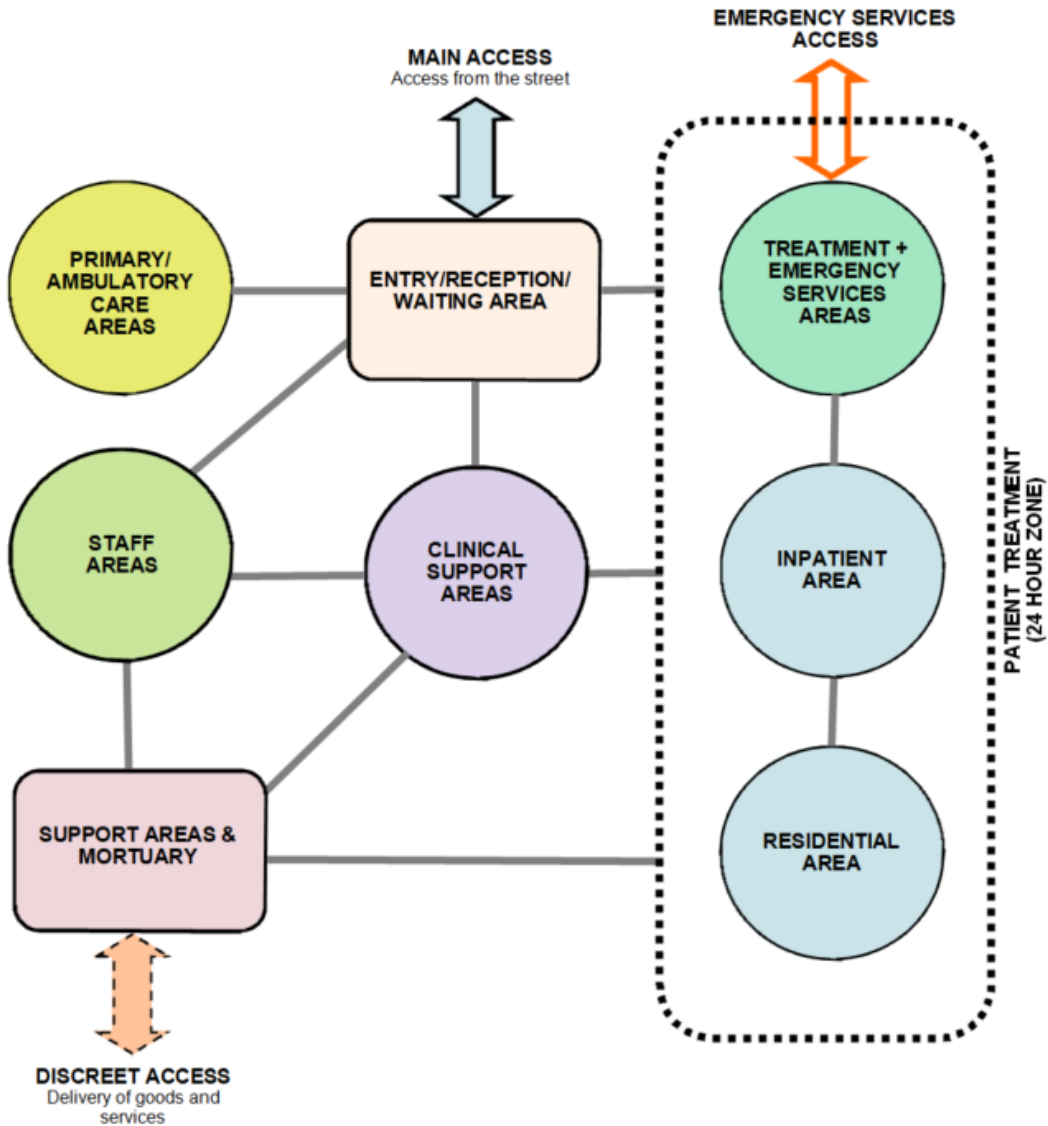 EMERGENCY SERVICES
ACCESS
MAIN ACCESS
Access from the street
PRIMARY/
AMBULATORY
CARE
AREAS
ENTRY/RECEPTION/
WAITING AREA
TREATMENT +
EMERGENCY
SERVICES
AREAS
STAFF
AREAS
CLINICAL
SUPPORT
AREAS
INPATIENT
AREA
PATIENT TREATMENT
(24 HOUR ZONE)
SUPPORT AREAS &
MORTUARY
RESIDENTIAL
AREA
DISCREET ACCESS
Delivery of goods and
services